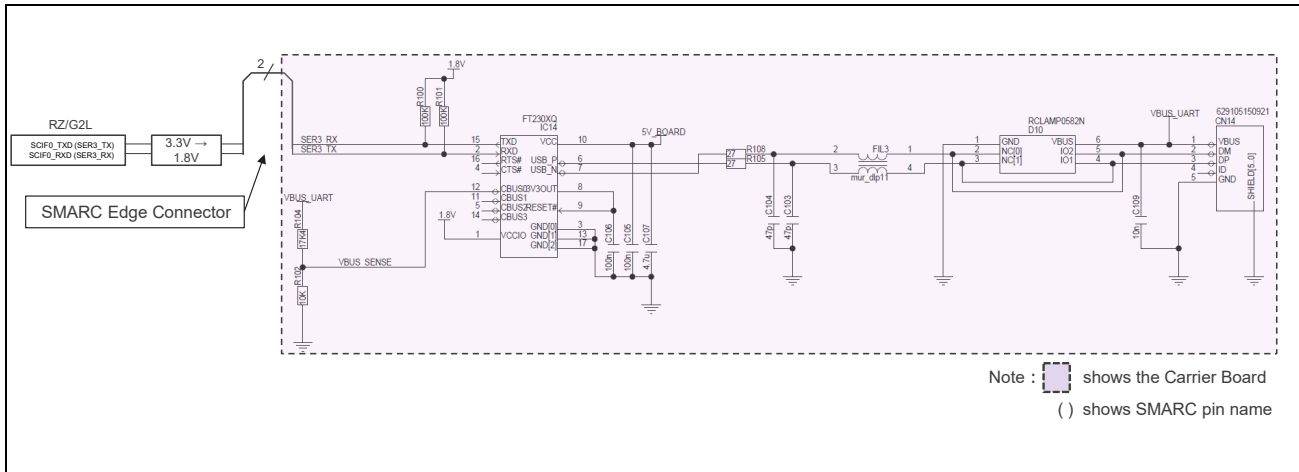 2
1.8V
R100
100K
R101
100K
RZ/G2L
SCIF0_TXD (SER3_TX)
SCIF0_RXD (SER3_RX)
3.3V →
1.8V
SER3_RX
SER3_TX
SMARC Edge Connector
FT230XQ
IC14
15 TXD VCC 10
2 RXD
16 RTS# USB_P 6
4 CTS# USB_N 7
12 CBUS0 3V3OUT 8
11 CBUS1
5 CBUS2 RESET# 9
14 CBUS3
GND[0] 3
GND[1] 13
1 VCCIO GND[2] 17
5V_BOARD
VBUS_UART
R104
17K4
1.8V
VBUS_SENSE
R102
10K
C106
100n
C105
100n
C107
4.7u
27 R108
27 R105
C104
47p
C103
47p
2 FIL3 1
3 4
mur_dlp11
RCLAMP0582N
D10
1 GND VBUS 6
2 NC[0] IO2 5
3 NC[1] IO1 4
VBUS_UART
C109
10n
629105150921
CN14
1 VBUS
2 DM
3 DP
4 ID
5 GND
SHIELD[5..0]
Note : shows the Carrier Board
( ) shows SMARC pin name